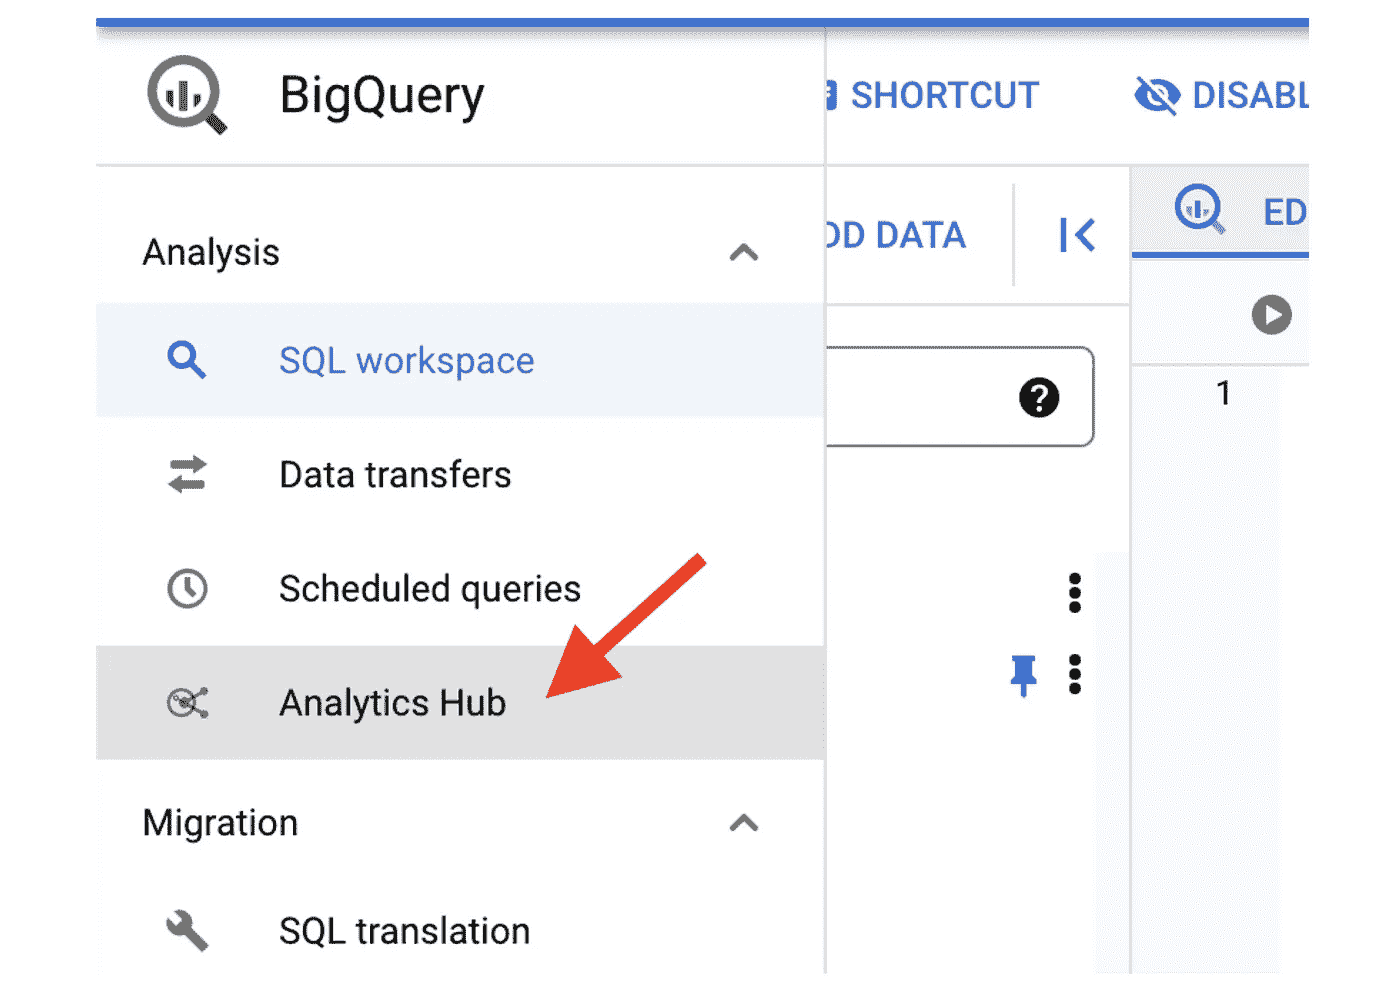 BigQuery
SHORTCUT
DISABL
Analysis
DD DATA
ED
SQL workspace
?
1
Data transfers
Scheduled queries
Analytics Hub
Migration
SQL translation